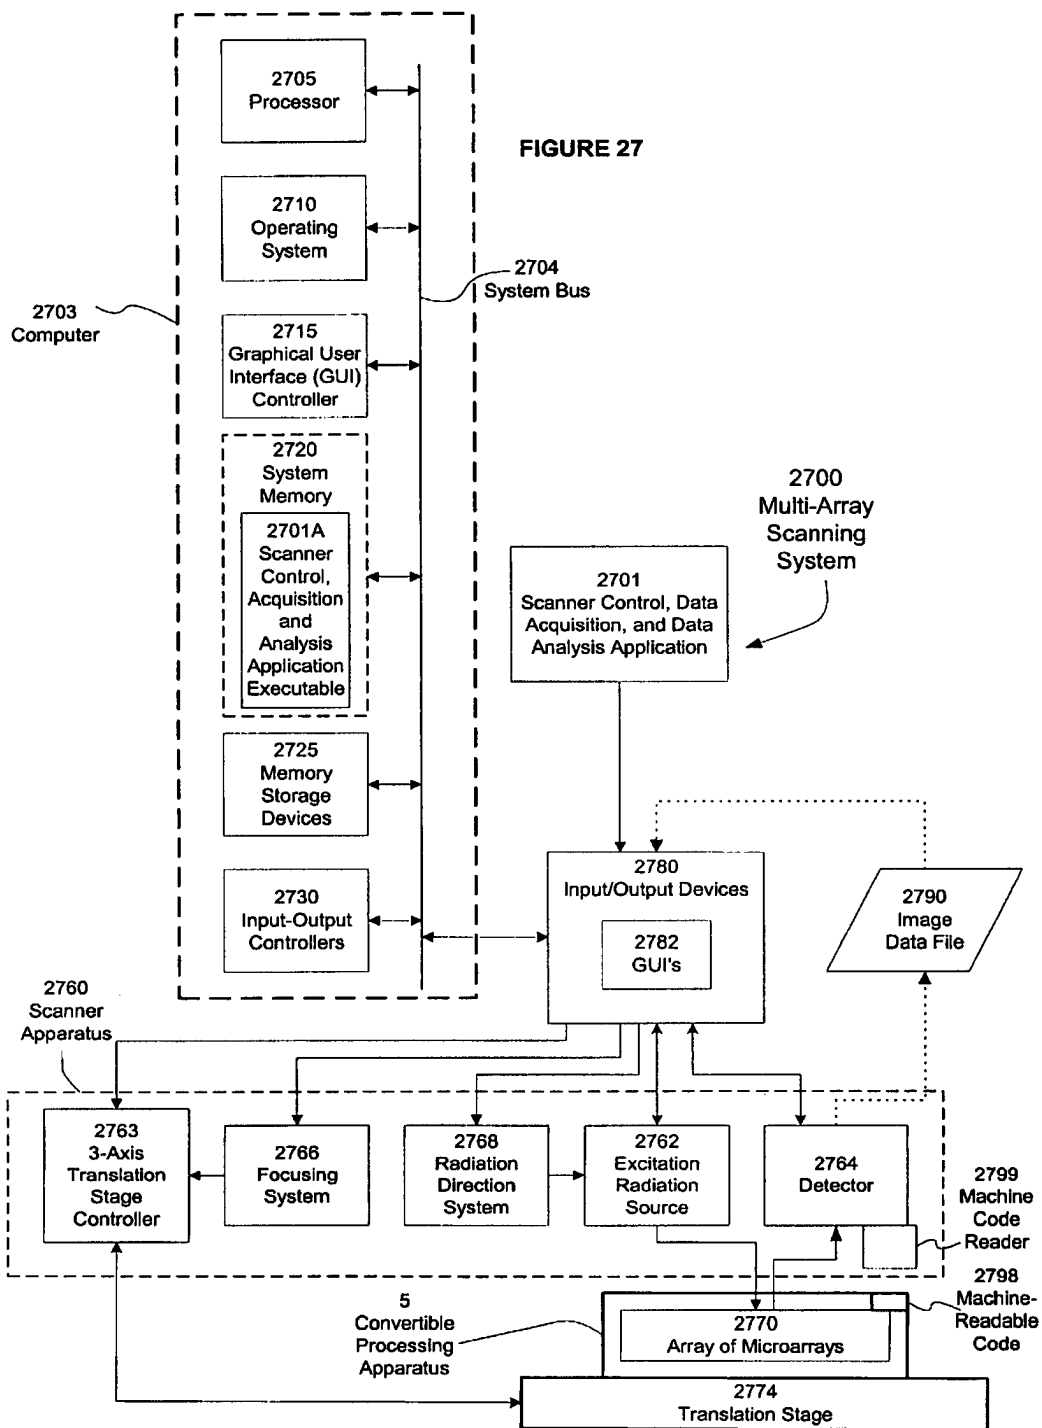 2705
Processor
FIGURE 27
2710
Operating
System
2704
System Bus
2703
Computer
2715
Graphical User
Interface (GUI)
Controller
2720
System
Memory
2701A
Scanner
Control,
Acquisition
and
Analysis
Application
Executable
2700
Multi-Array
Scanning
System
2701
Scanner Control, Data
Acquisition, and Data
Analysis Application
2725
Memory
Storage
Devices
2730
Input-Output
Controllers
2780
Input/Output Devices
2782
GUI's
2790
Image
Data File
2760
Scanner
Apparatus
2763
3-Axis
Translation
Stage
Controller
2766
Focusing
System
2768
Radiation
Direction
System
2762
Excitation
Radiation
Source
2764
Detector
2799
Machine
Code
Reader
2798
Machine-
Readable
Code
5
Convertible
Processing
Apparatus
2770
Array of Microarrays
2774
Translation Stage